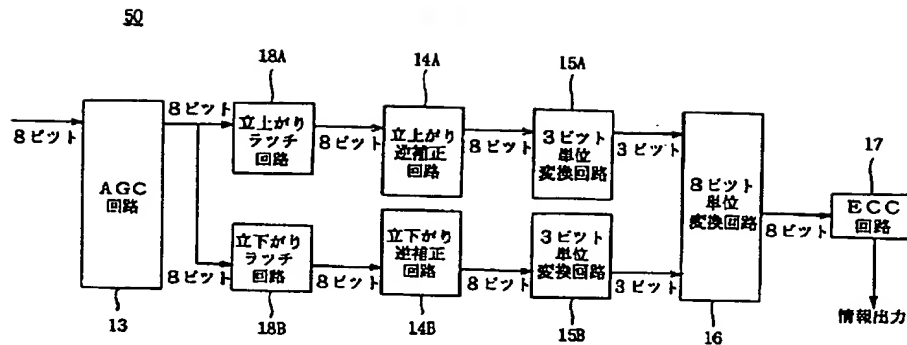 50
18A
14A
15A
8ビット
AGC
回路
13
8ビット
立上がり
ラッチ
回路
8ビット
立上がり
逆補正
回路
8ビット
3ビット
単位
変換回路
3ビット
8ビット
立下がり
ラッチ
回路
18B
8ビット
立下がり
逆補正
回路
14B
8ビット
3ビット
単位
変換回路
15B
3ビット
8ビット
単位
変換回路
16
8ビット
17
ECC
回路
情報出力